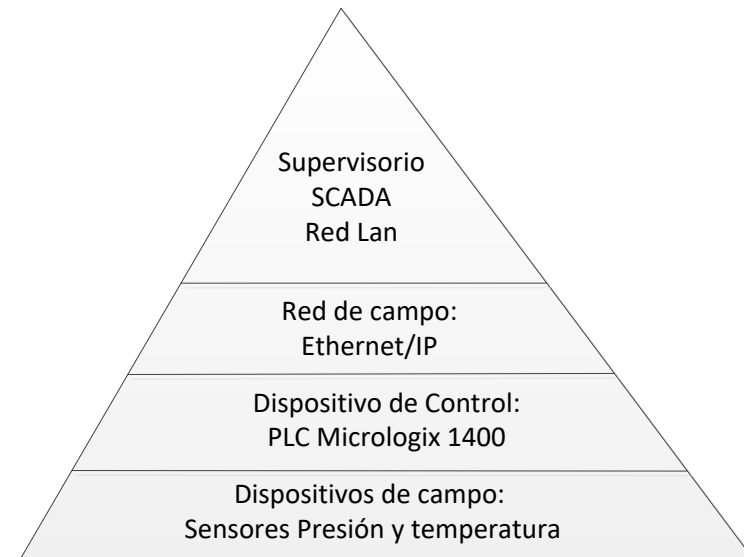 Supervisorio
SCADA
Red Lan
Red de campo:
Ethernet/IP
Dispositivo de Control:
PLC Micrologix 1400
Dispositivos de campo:
Sensores Presión y temperatura